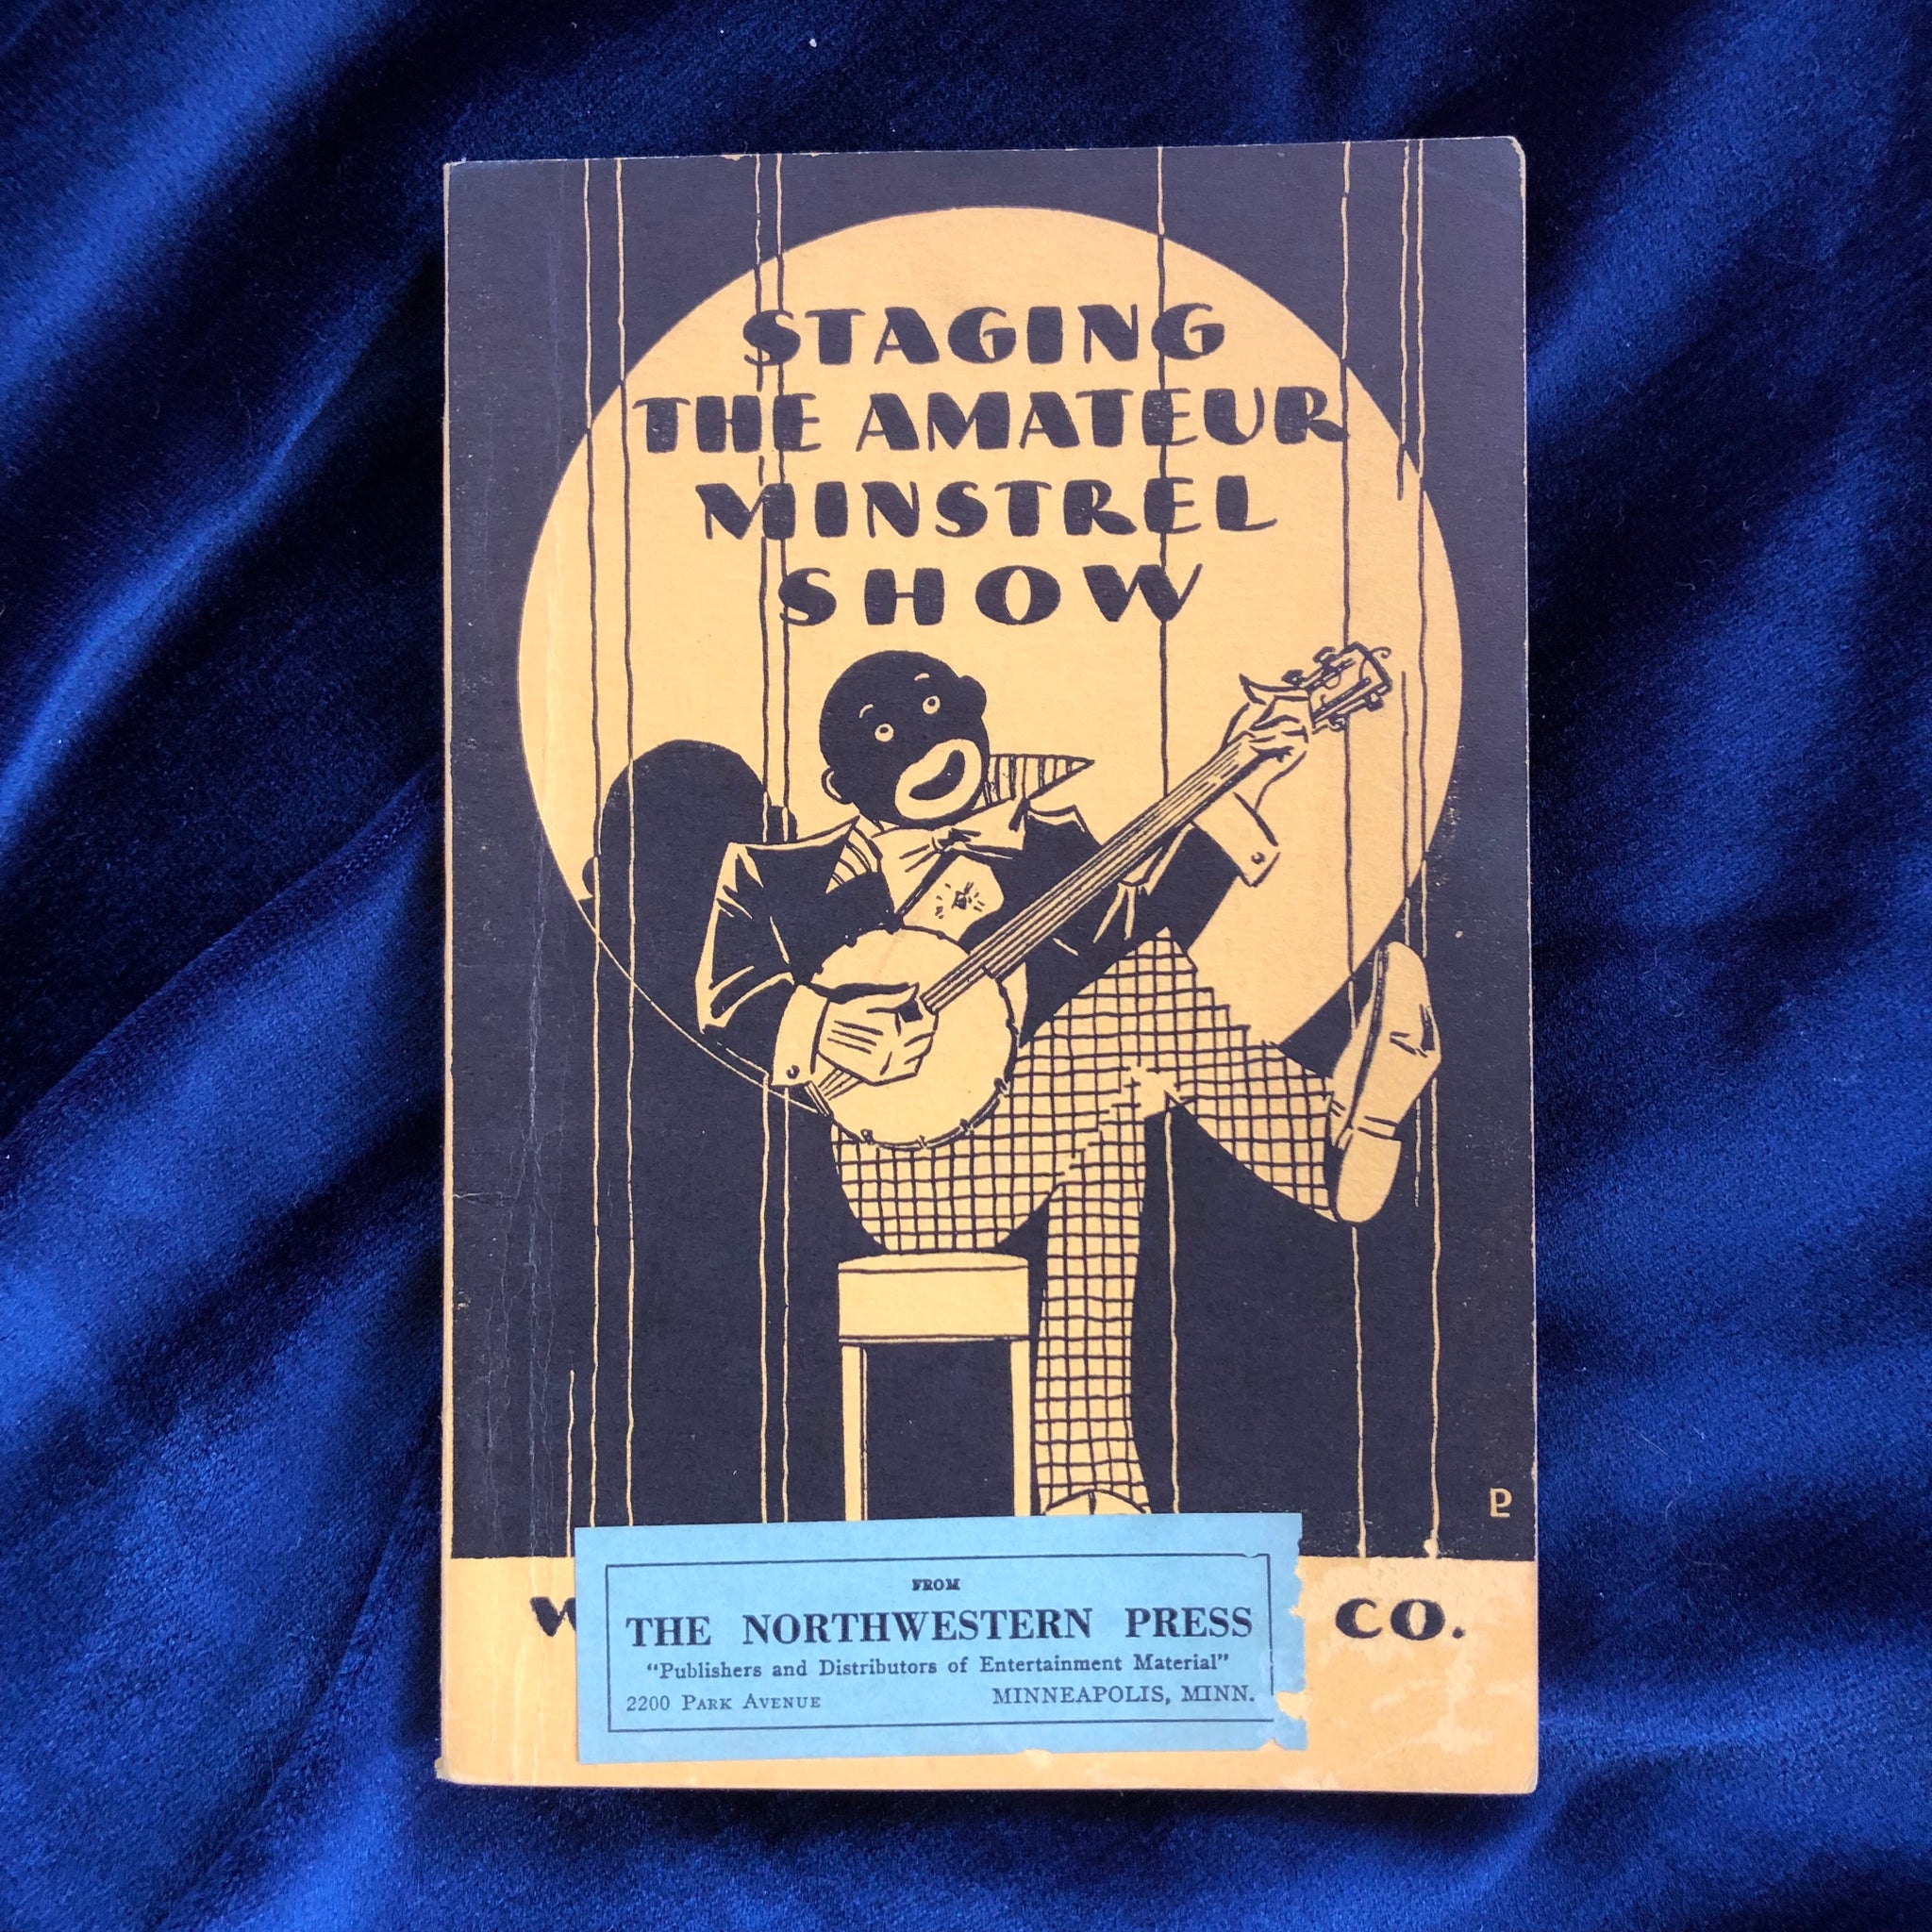 STAGING
THE AMATEUR
MINSTREL
SHOW
FROM
THE NORTHWESTERN PRESS
"Publishers and Distributors of Entertainment Material"
2200 PARK AVENUE MINNEAPOLIS, MINN.
CO.